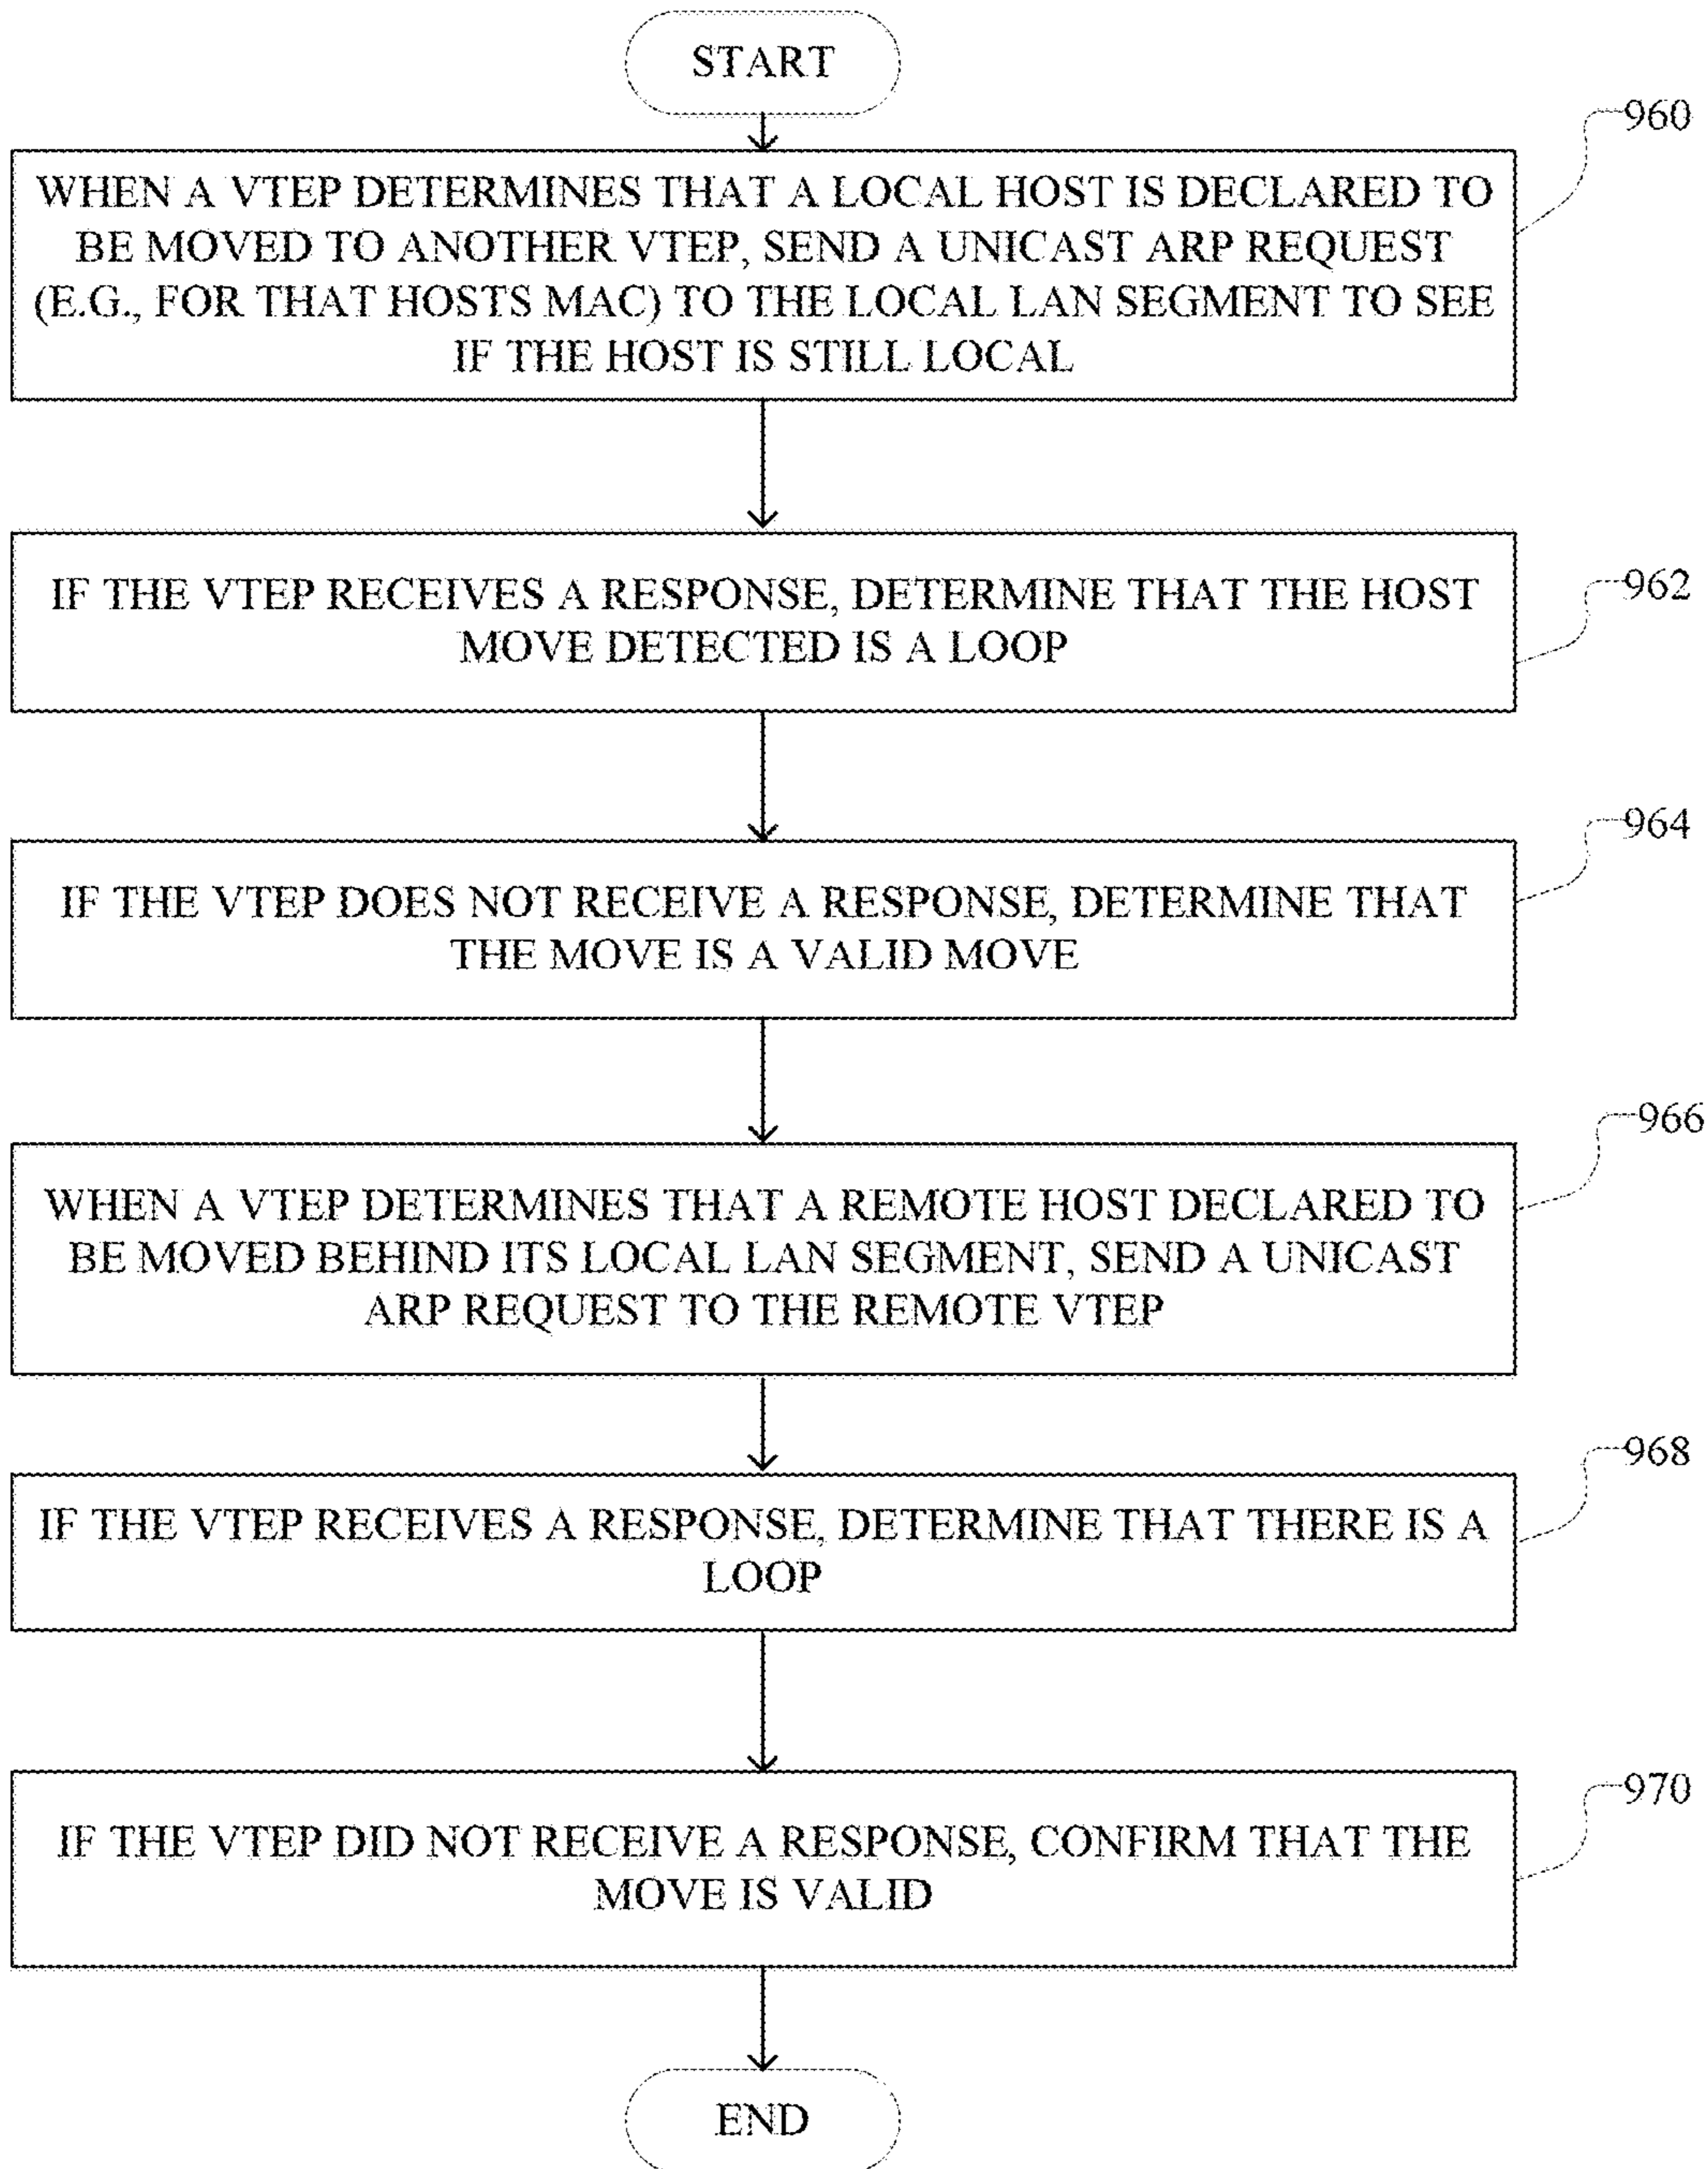 START
960
WHEN A VTEP DETERMINES THAT A LOCAL HOST IS DECLARED TO
BE MOVED TO ANOTHER VTEP, SEND A UNICAST ARP REQUEST
(E.G., FOR THAT HOSTS MAC) TO THE LOCAL LAN SEGMENT TO SEE
IF THE HOST IS STILL LOCAL
962
IF THE VTEP RECEIVES A RESPONSE, DETERMINE THAT THE HOST
MOVE DETECTED IS A LOOP
964
IF THE VTEP DOES NOT RECEIVE A RESPONSE, DETERMINE THAT
THE MOVE IS A VALID MOVE
966
WHEN A VTEP DETERMINES THAT A REMOTE HOST DECLARED TO
BE MOVED BEHIND ITS LOCAL LAN SEGMENT, SEND A UNICAST
ARP REQUEST TO THE REMOTE VTEP
968
IF THE VTEP RECEIVES A RESPONSE, DETERMINE THAT THERE IS A
LOOP
970
IF THE VTEP DID NOT RECEIVE A RESPONSE, CONFIRM THAT THE
MOVE IS VALID
END